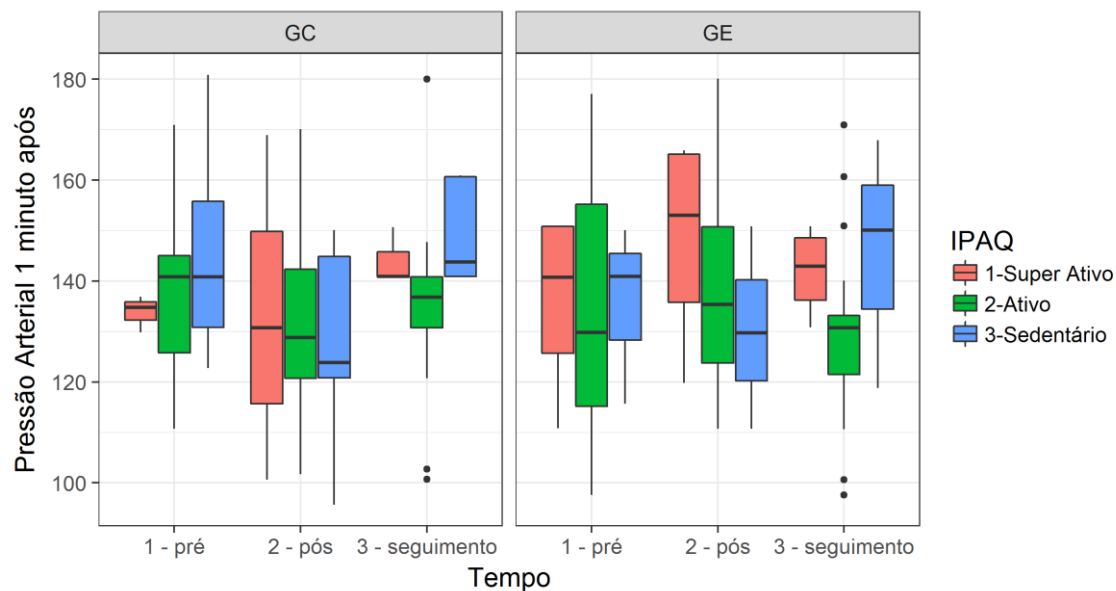 GC
GE
Pressão Arterial 1 minuto após
180
160
140
120
100
1 - pré
2 - pós
3 - seguimento
1 - pré
2 - pós
3 - seguimento
Tempo
IPAQ
1-Super Ativo
2-Ativo
3-Sedentário